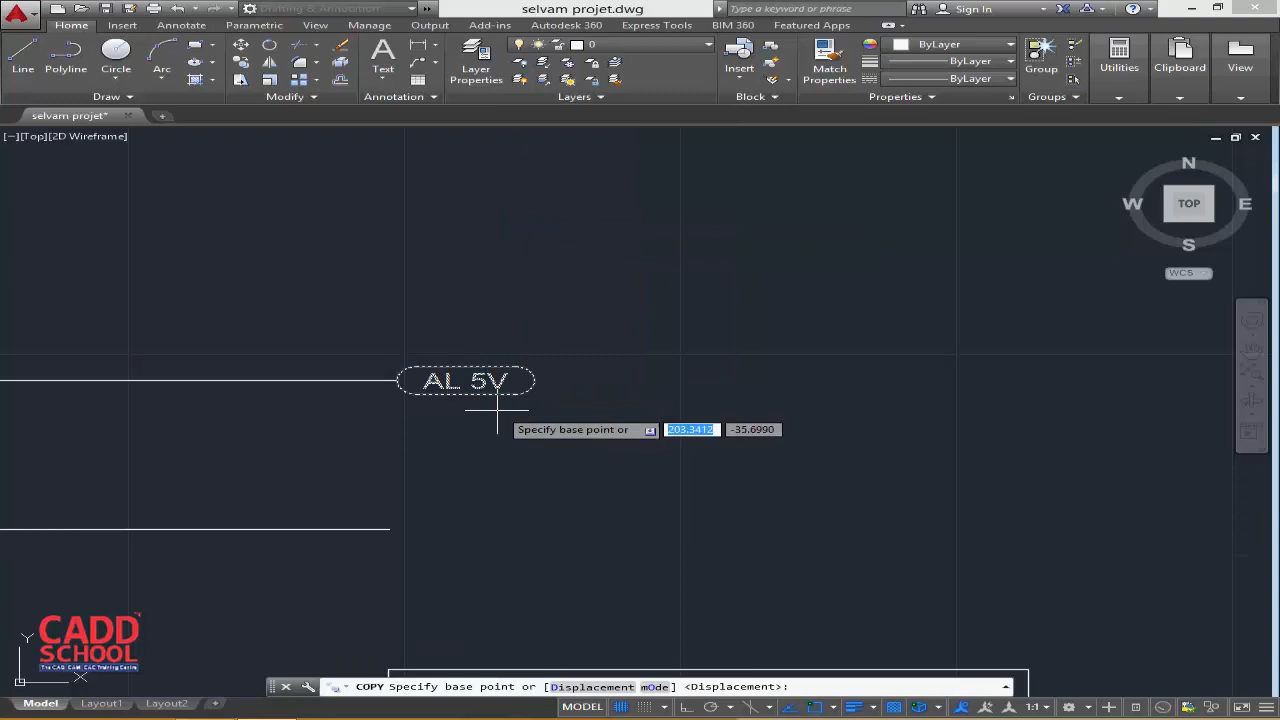 selvam projet.dwg
Type a keyword or phrase
Sign In
Home Insert Annotate Parametric View Manage Output Add-ins Autodesk 360 Express Tools BIM 360 Featured Apps
Line Polyline Circle Arc Text Layer Properties 0 Insert Match Properties ByLayer ByLayer ByLayer Group Utilities Clipboard View
Draw Modify Annotation Layers Block Properties Groups
selvam projet*
[−][Top][2D Wireframe]
N
W TOP E
S
WCS
AL 5V
Specify base point or 203.3412 -35.6990
CADD
SCHOOL
Y
X
COPY Specify base point or [Displacement mOde] <Displacement>:
Model Layout1 Layout2 MODEL 1:1